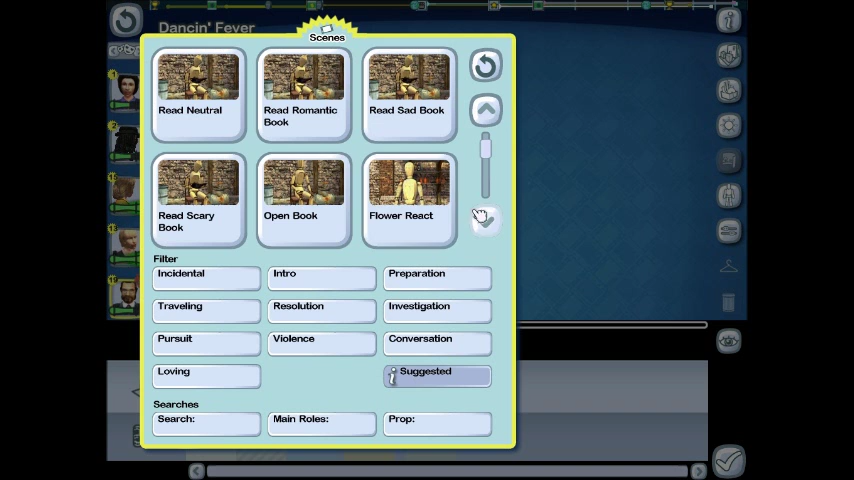 Dancin' Fever
Scenes
Read Neutral
Read Romantic
Book
Read Sad Book
Read Scary
Book
Open Book
Flower React
Filter
Incidental
Intro
Preparation
Traveling
Resolution
Investigation
Pursuit
Violence
Conversation
Loving
Suggested
Searches
Search:
Main Roles:
Prop: